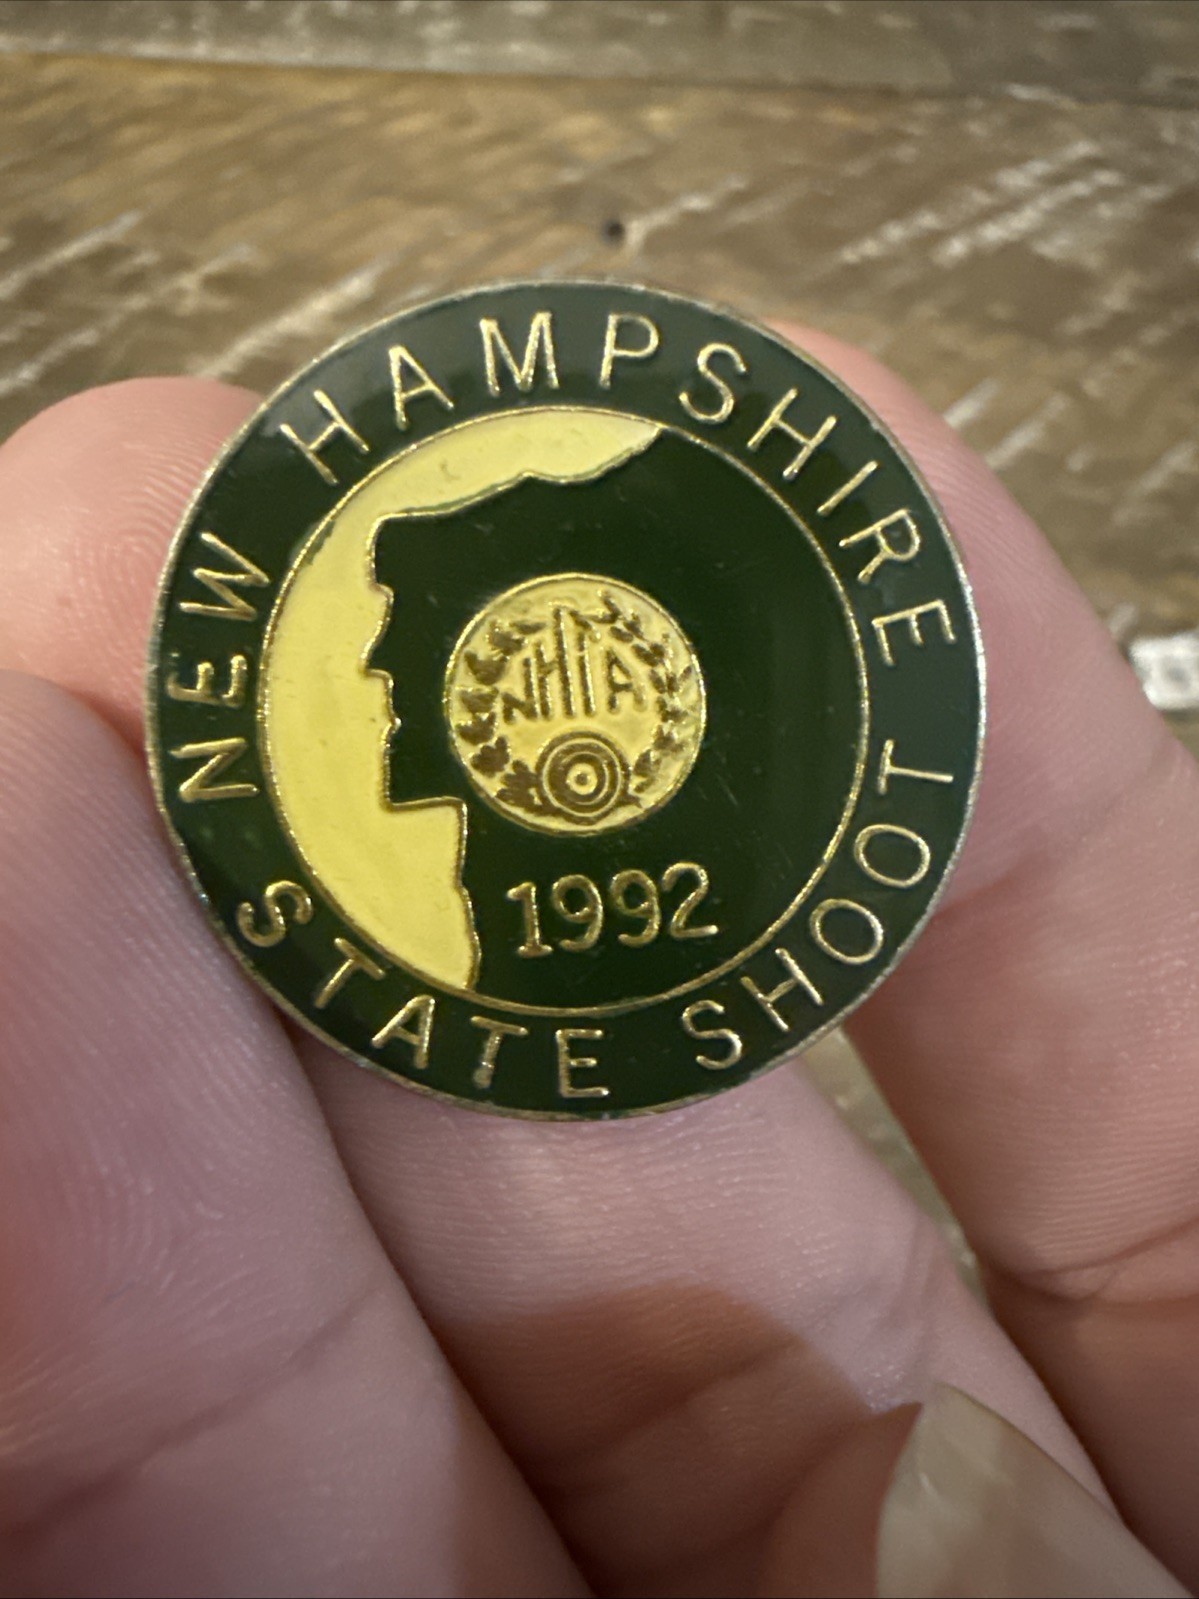 NEW HAMPSHIRE
NHTA
1992
STATE SHOOT